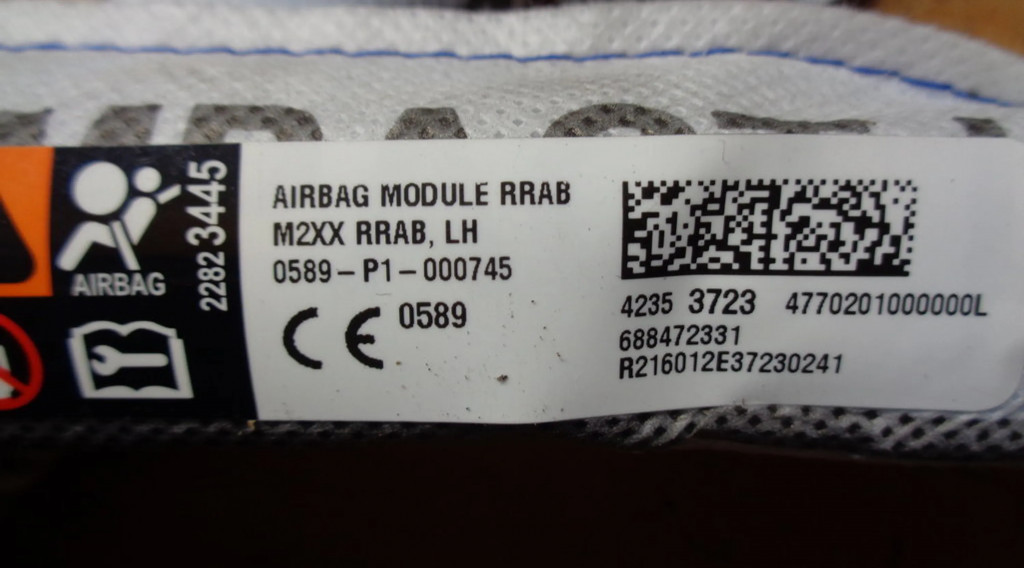 AIRBAG
2282 3445
AIRBAG MODULE RRAB
M2XX RRAB, LH
0589-P1-000745
CE 0589
4235 3723 4770201000000L
688472331
R216012E37230241